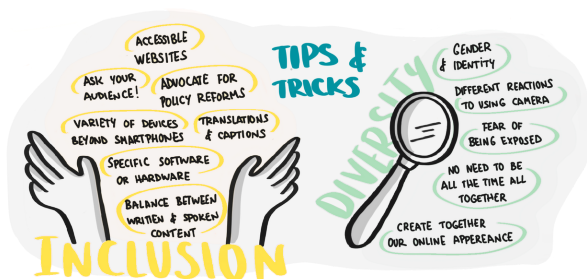 TIPS &
TRICKS
ACCESSIBLE
WEBSITES
ASK YOUR
AUDIENCE!
ADVOCATE FOR
POLICY REFORMS
VARIETY OF DEVICES
BEYOND SMARTPHONES
TRANSLATIONS
& CAPTIONS
SPECIFIC SOFTWARE
OR HARDWARE
BALANCE BETWEEN
WRITTEN & SPOKEN
CONTENT
INCLUSION
DIVERSITY
GENDER
& IDENTITY
DIFFERENT REACTIONS
TO USING CAMERA
FEAR OF
BEING EXPOSED
NO NEED TO BE
ALL THE TIME ALL
TOGETHER
CREATE TOGETHER
OUR ONLINE APPEREANCE